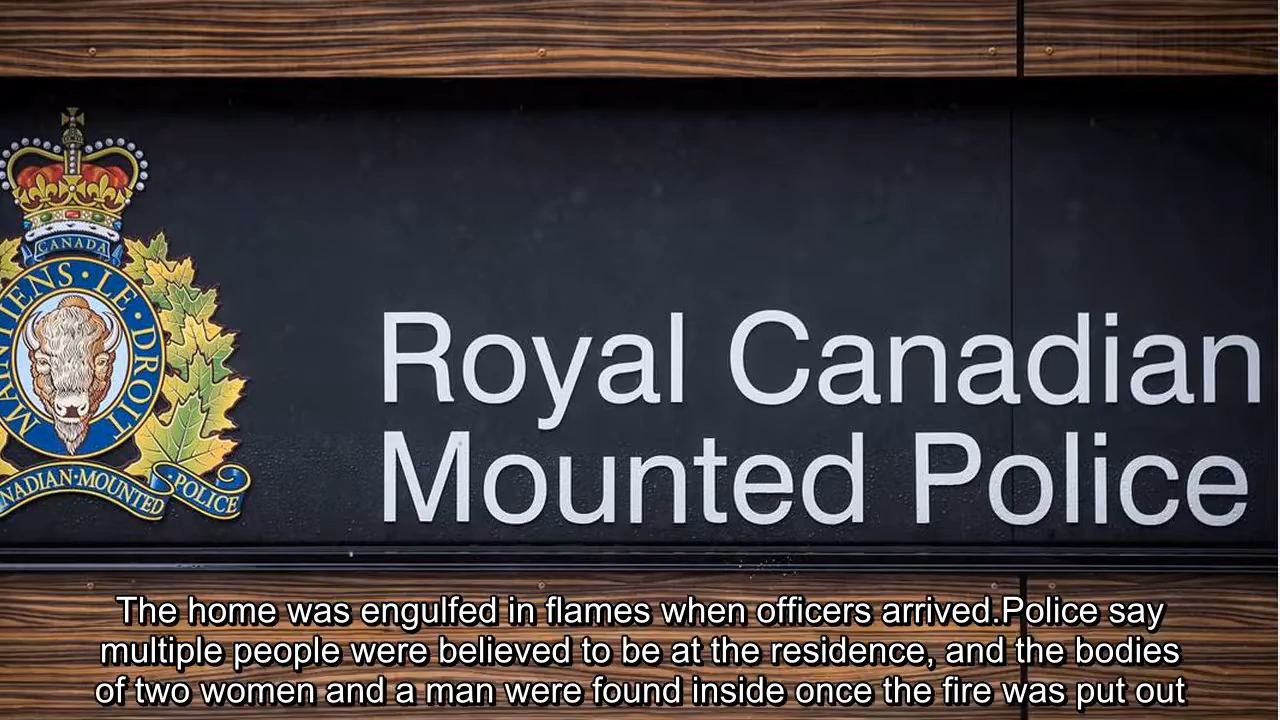 CANADA
MAINTIENS·LE·DROIT
NADIAN·MOUNTED POLICE
Royal Canadian
Mounted Police
The home was engulfed in flames when officers arrived.Police say
multiple people were believed to be at the residence, and the bodies
of two women and a man were found inside once the fire was put out